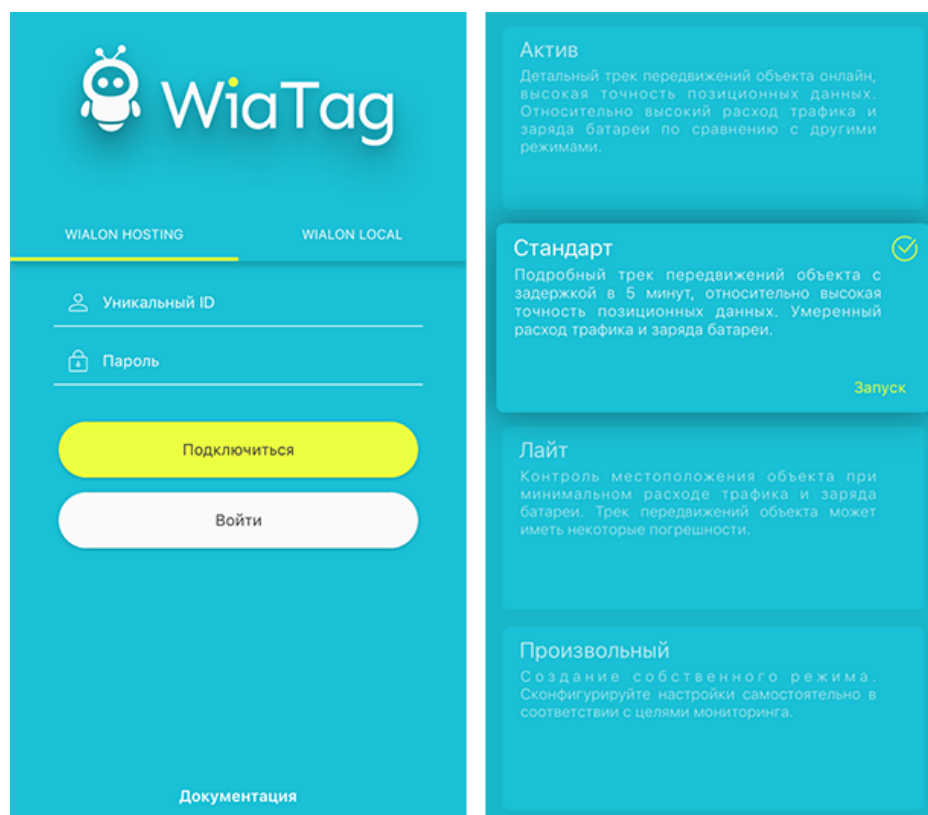 WiaTag
WIALON HOSTING
WIALON LOCAL
Уникальный ID
Пароль
Подключиться
Войти
Документация
Актив
Детальный трек передвижений объекта онлайн,
высокая точность позиционных данных.
Относительно высокий расход трафика и
заряда батареи по сравнению с другими
режимами.
Стандарт
Подробный трек передвижений объекта с
задержкой в 5 минут, относительно высокая
точность позиционных данных. Умеренный
расход трафика и заряда батареи.
Запуск
Лайт
Контроль местоположения объекта при
минимальном расходе трафика и заряда
батареи. Трек передвижений объекта может
иметь некоторые погрешности.
Произвольный
Создание собственного режима.
Сконфигурируйте настройки самостоятельно в
соответствии с целями мониторинга.